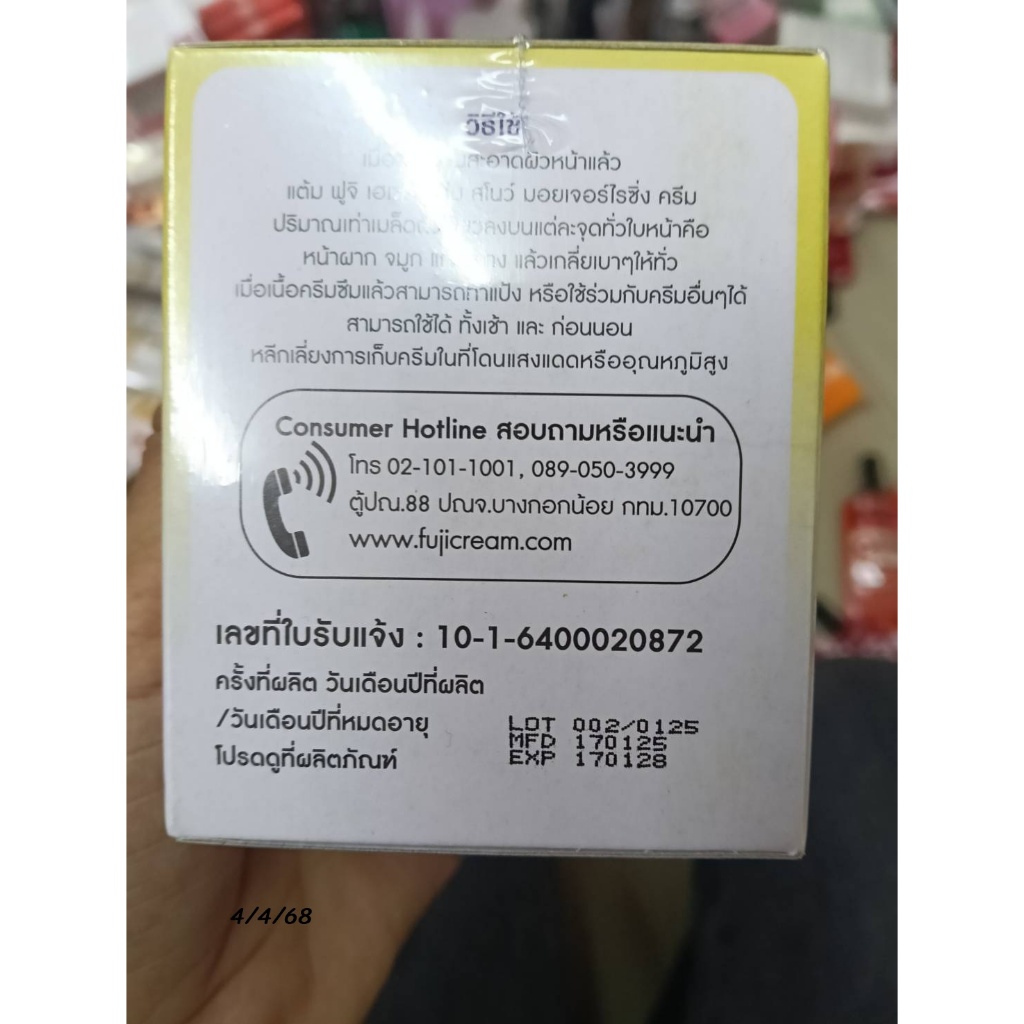 วิธีใช้
สะอาดผิวหน้าแล้ว
แต้ม ฟูจิ สโนว์ มอยเจอร์ไรซิ่ง ครีม
ปริมาณเท่าเมล็ด ลงบนแต่ละจุดทั่วใบหน้าคือ
หน้าผาก จมูก แล้วเกลี่ยเบาๆให้ทั่ว
เมื่อเนื้อครีมซึมแล้วสามารถทาแป้ง หรือใช้ร่วมกับครีมอื่นๆได้
สามารถใช้ได้ ทั้งเช้า และ ก่อนนอน
หลีกเลี่ยงการเก็บครีมในที่โดนแสงแดดหรืออุณหภูมิสูง
Consumer Hotline สอบถามหรือแนะนำ
โทร 02-101-1001, 089-050-3999
ตู้ปณ.88 ปณจ.บางกอกน้อย กทม.10700
www.fujicream.com
เลขที่ใบรับแจ้ง : 10-1-6400020872
ครั้งที่ผลิต วันเดือนปีที่ผลิต
/วันเดือนปีที่หมดอายุ
โปรดดูที่ผลิตภัณฑ์
LOT 002/0125
MFD 170125
EXP 170128
4/4/68